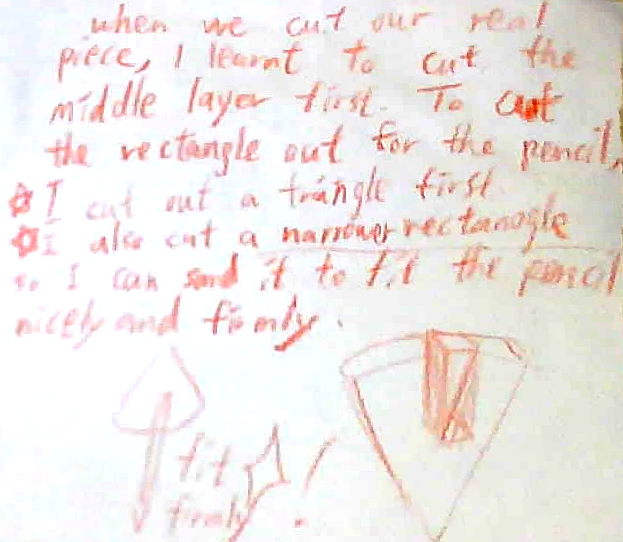 when we cut our real
piece, I learnt to cut the
middle layer first. To cut
the rectangle out for the pencil,
I cut out a triangle first
I also cut a narrower rectanogle
so I can sand it to fit the pencil
nicely and firmly.
fit
firmly